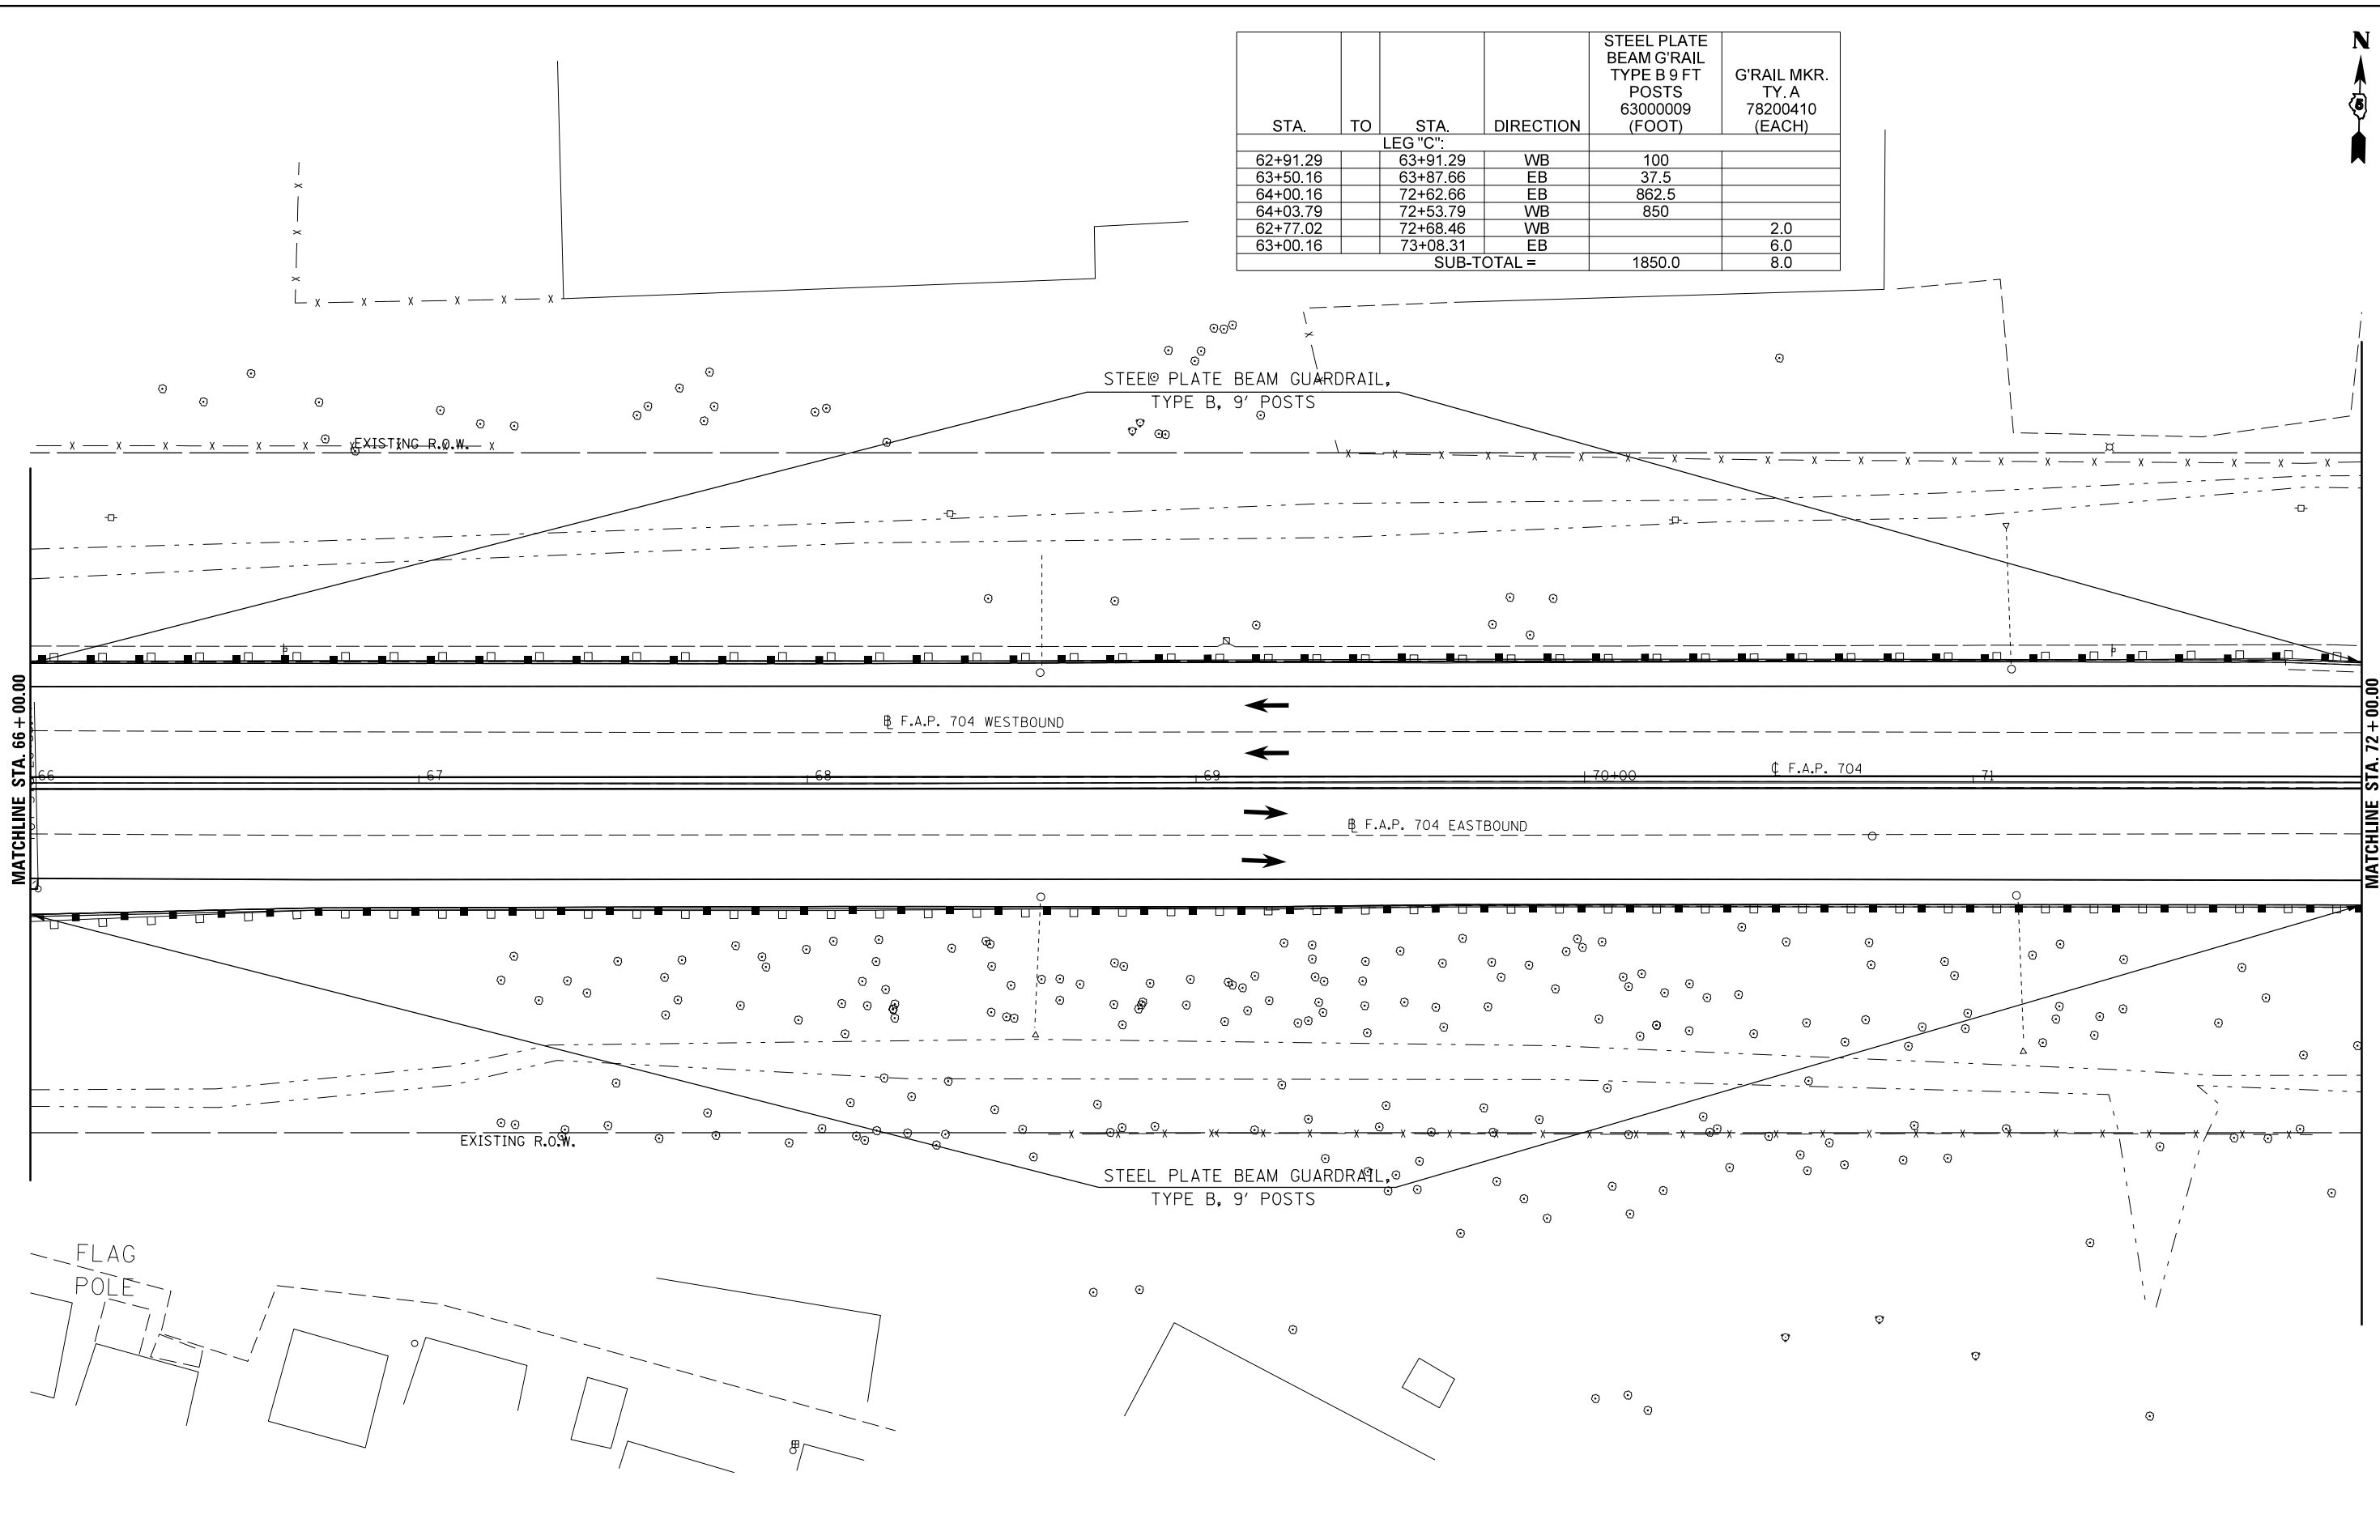 N
STEEL PLATE
BEAM G'RAIL
TYPE B 9 FT
POSTS
63000009
(FOOT)
G'RAIL MKR.
TY. A
78200410
(EACH)
STA. TO STA. DIRECTION
LEG "C":
62+91.29 63+91.29 WB 100
63+50.16 63+87.66 EB 37.5
64+00.16 72+62.66 EB 862.5
64+03.79 72+53.79 WB 850
62+77.02 72+68.46 WB 2.0
63+00.16 73+08.31 EB 6.0
SUB-TOTAL = 1850.0 8.0
STEEL PLATE BEAM GUARDRAIL,
TYPE B, 9' POSTS
EXISTING R.O.W.
MATCHLINE STA. 66 + 00.00
MATCHLINE STA. 72 + 00.00
℄ F.A.P. 704 WESTBOUND
66 67 68 69 70+00 71
℄ F.A.P. 704
℄ F.A.P. 704 EASTBOUND
EXISTING R.O.W.
STEEL PLATE BEAM GUARDRAIL,
TYPE B, 9' POSTS
FLAG
POLE